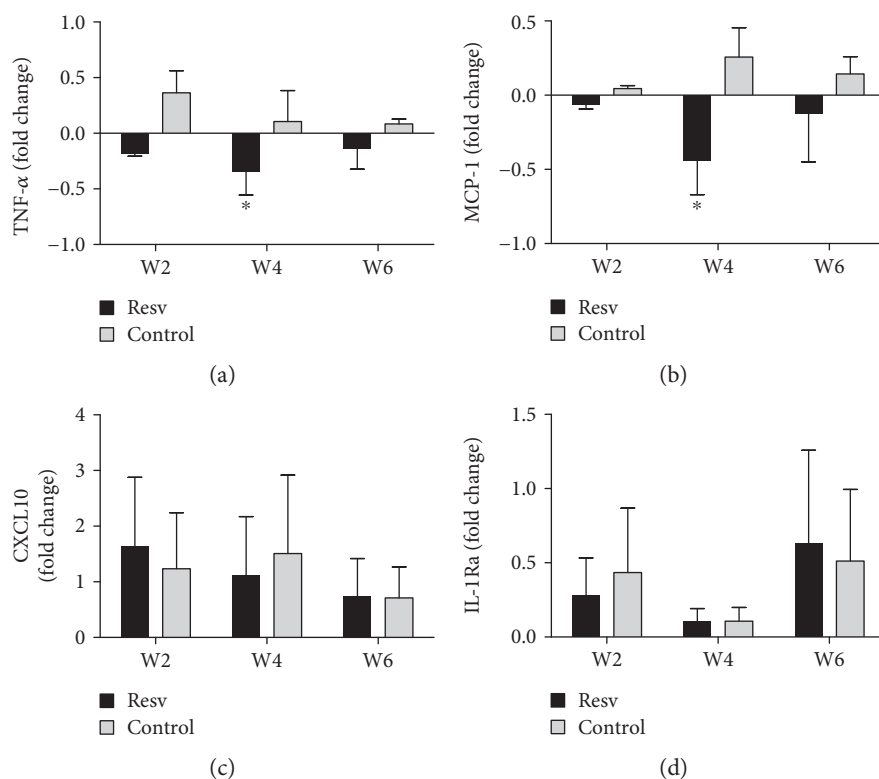 TNF-α (fold change)
1.0
0.5
0.0
−0.5
−1.0
*
W2 W4 W6
Resv
Control
(a)
MCP-1 (fold change)
0.5
0.0
−0.5
−1.0
*
W2 W4 W6
Resv
Control
(b)
CXCL10
(fold change)
4
3
2
1
0
W2 W4 W6
Resv
Control
(c)
IL-1Ra (fold change)
1.5
1.0
0.5
0.0
W2 W4 W6
Resv
Control
(d)